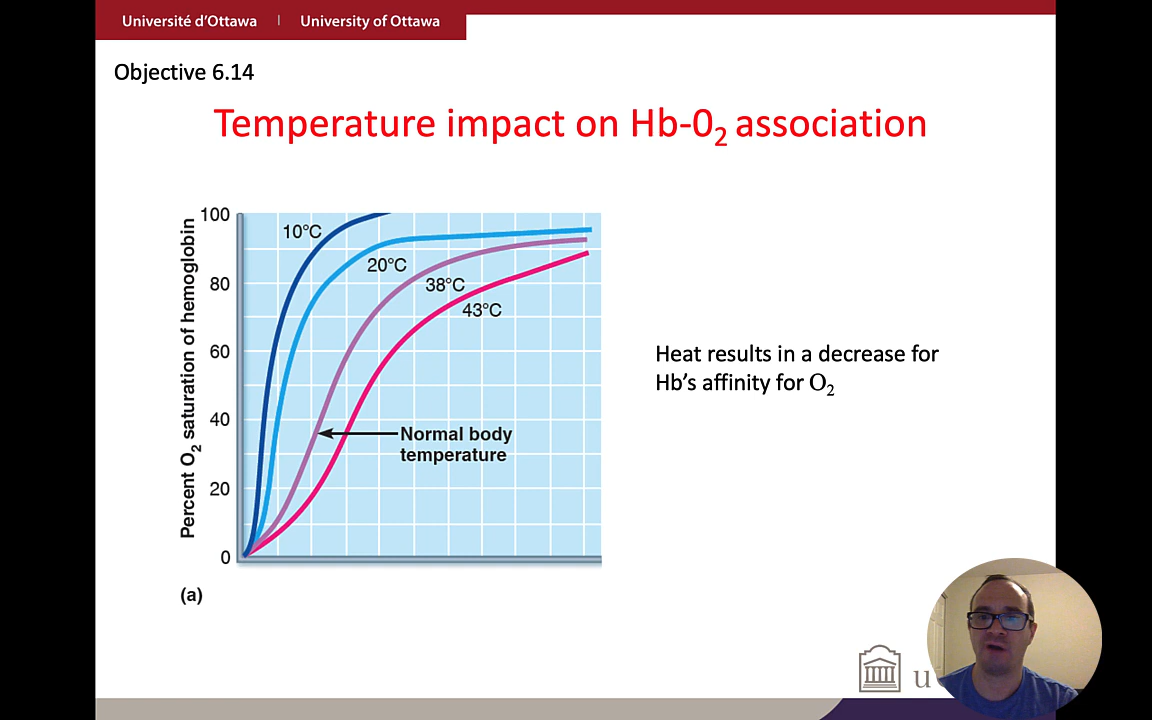 Université d'Ottawa | University of Ottawa
Objective 6.14
Temperature impact on Hb-0₂ association
Percent O₂ saturation of hemoglobin
100
80
60
40
20
0
10°C
20°C
38°C
43°C
Normal body
temperature
(a)
Heat results in a decrease for
Hb's affinity for O₂